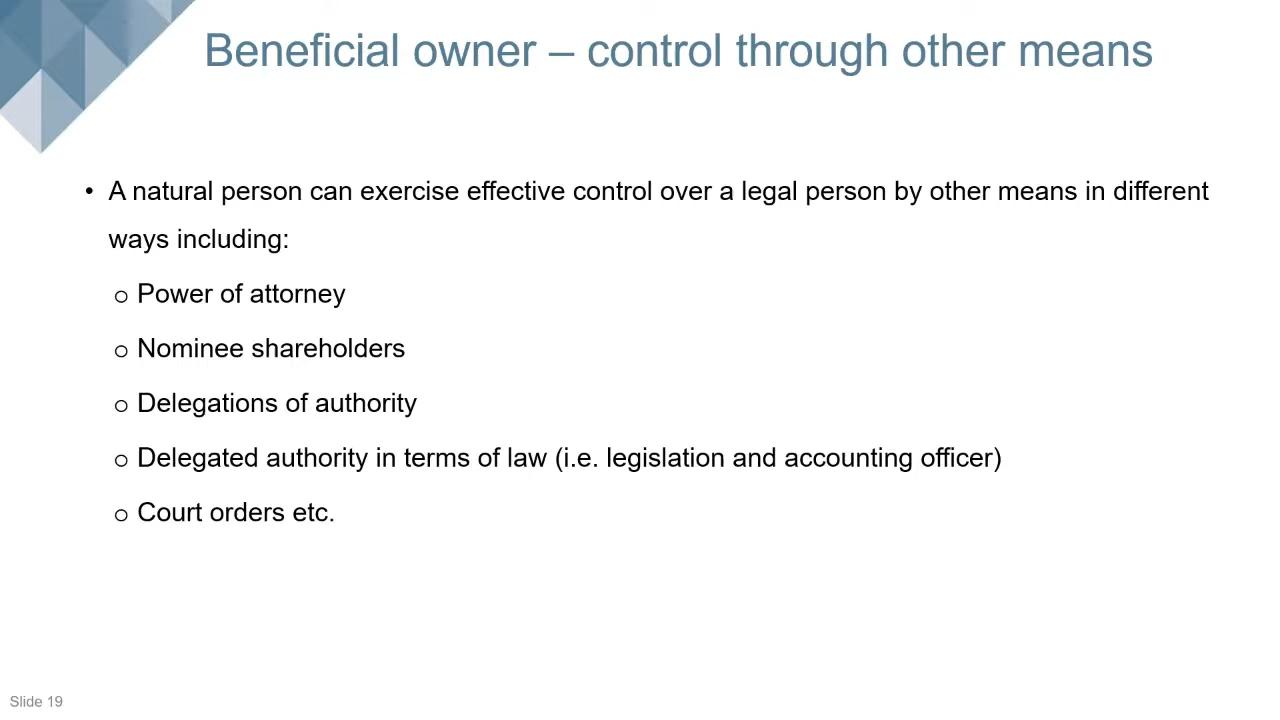 Beneficial owner – control through other means
• A natural person can exercise effective control over a legal person by other means in different
ways including:
o Power of attorney
o Nominee shareholders
o Delegations of authority
o Delegated authority in terms of law (i.e. legislation and accounting officer)
o Court orders etc.
Slide 19